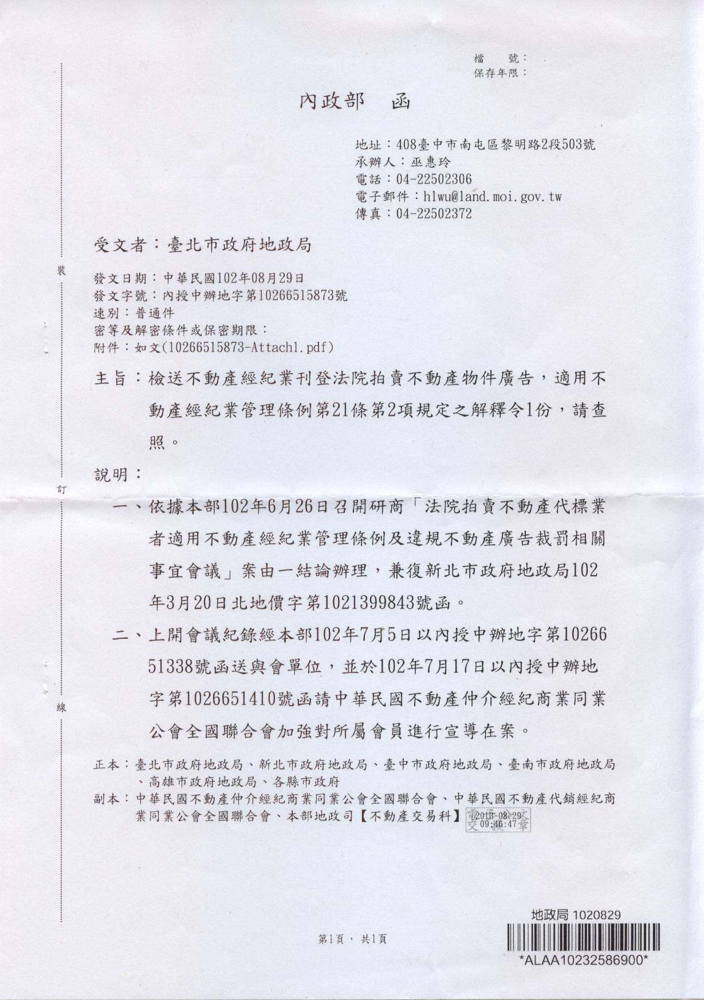 檔　　號：
保存年限：
內政部　函
地址：408臺中市南屯區黎明路2段503號
承辦人：巫惠玲
電話：04-22502306
電子郵件：hlwu@land.moi.gov.tw
傳真：04-22502372
受文者：臺北市政府地政局
發文日期：中華民國102年08月29日
發文字號：內授中辦地字第10266515873號
速別：普通件
密等及解密條件或保密期限：
附件：如文(10266515873-Attach1.pdf)
主旨：檢送不動產經紀業刊登法院拍賣不動產物件廣告，適用不
動產經紀業管理條例第21條第2項規定之解釋令1份，請查
照。
說明：
一、依據本部102年6月26日召開研商「法院拍賣不動產代標業
者適用不動產經紀業管理條例及違規不動產廣告裁罰相關
事宜會議」案由一結論辦理，兼復新北市政府地政局102
年3月20日北地價字第1021399843號函。
二、上開會議紀錄經本部102年7月5日以內授中辦地字第10266
51338號函送與會單位，並於102年7月17日以內授中辦地
字第1026651410號函請中華民國不動產仲介經紀商業同業
公會全國聯合會加強對所屬會員進行宣導在案。
正本：臺北市政府地政局、新北市政府地政局、臺中市政府地政局、臺南市政府地政局
、高雄市政府地政局、各縣市政府
副本：中華民國不動產仲介經紀商業同業公會全國聯合會、中華民國不動產代銷經紀商
業同業公會全國聯合會、本部地政司【不動產交易科】
電子公文
交換章
2013-08-29
09:46:47
裝
訂
線
地政局 1020829
*ALAA10232586900*
第1頁，共1頁